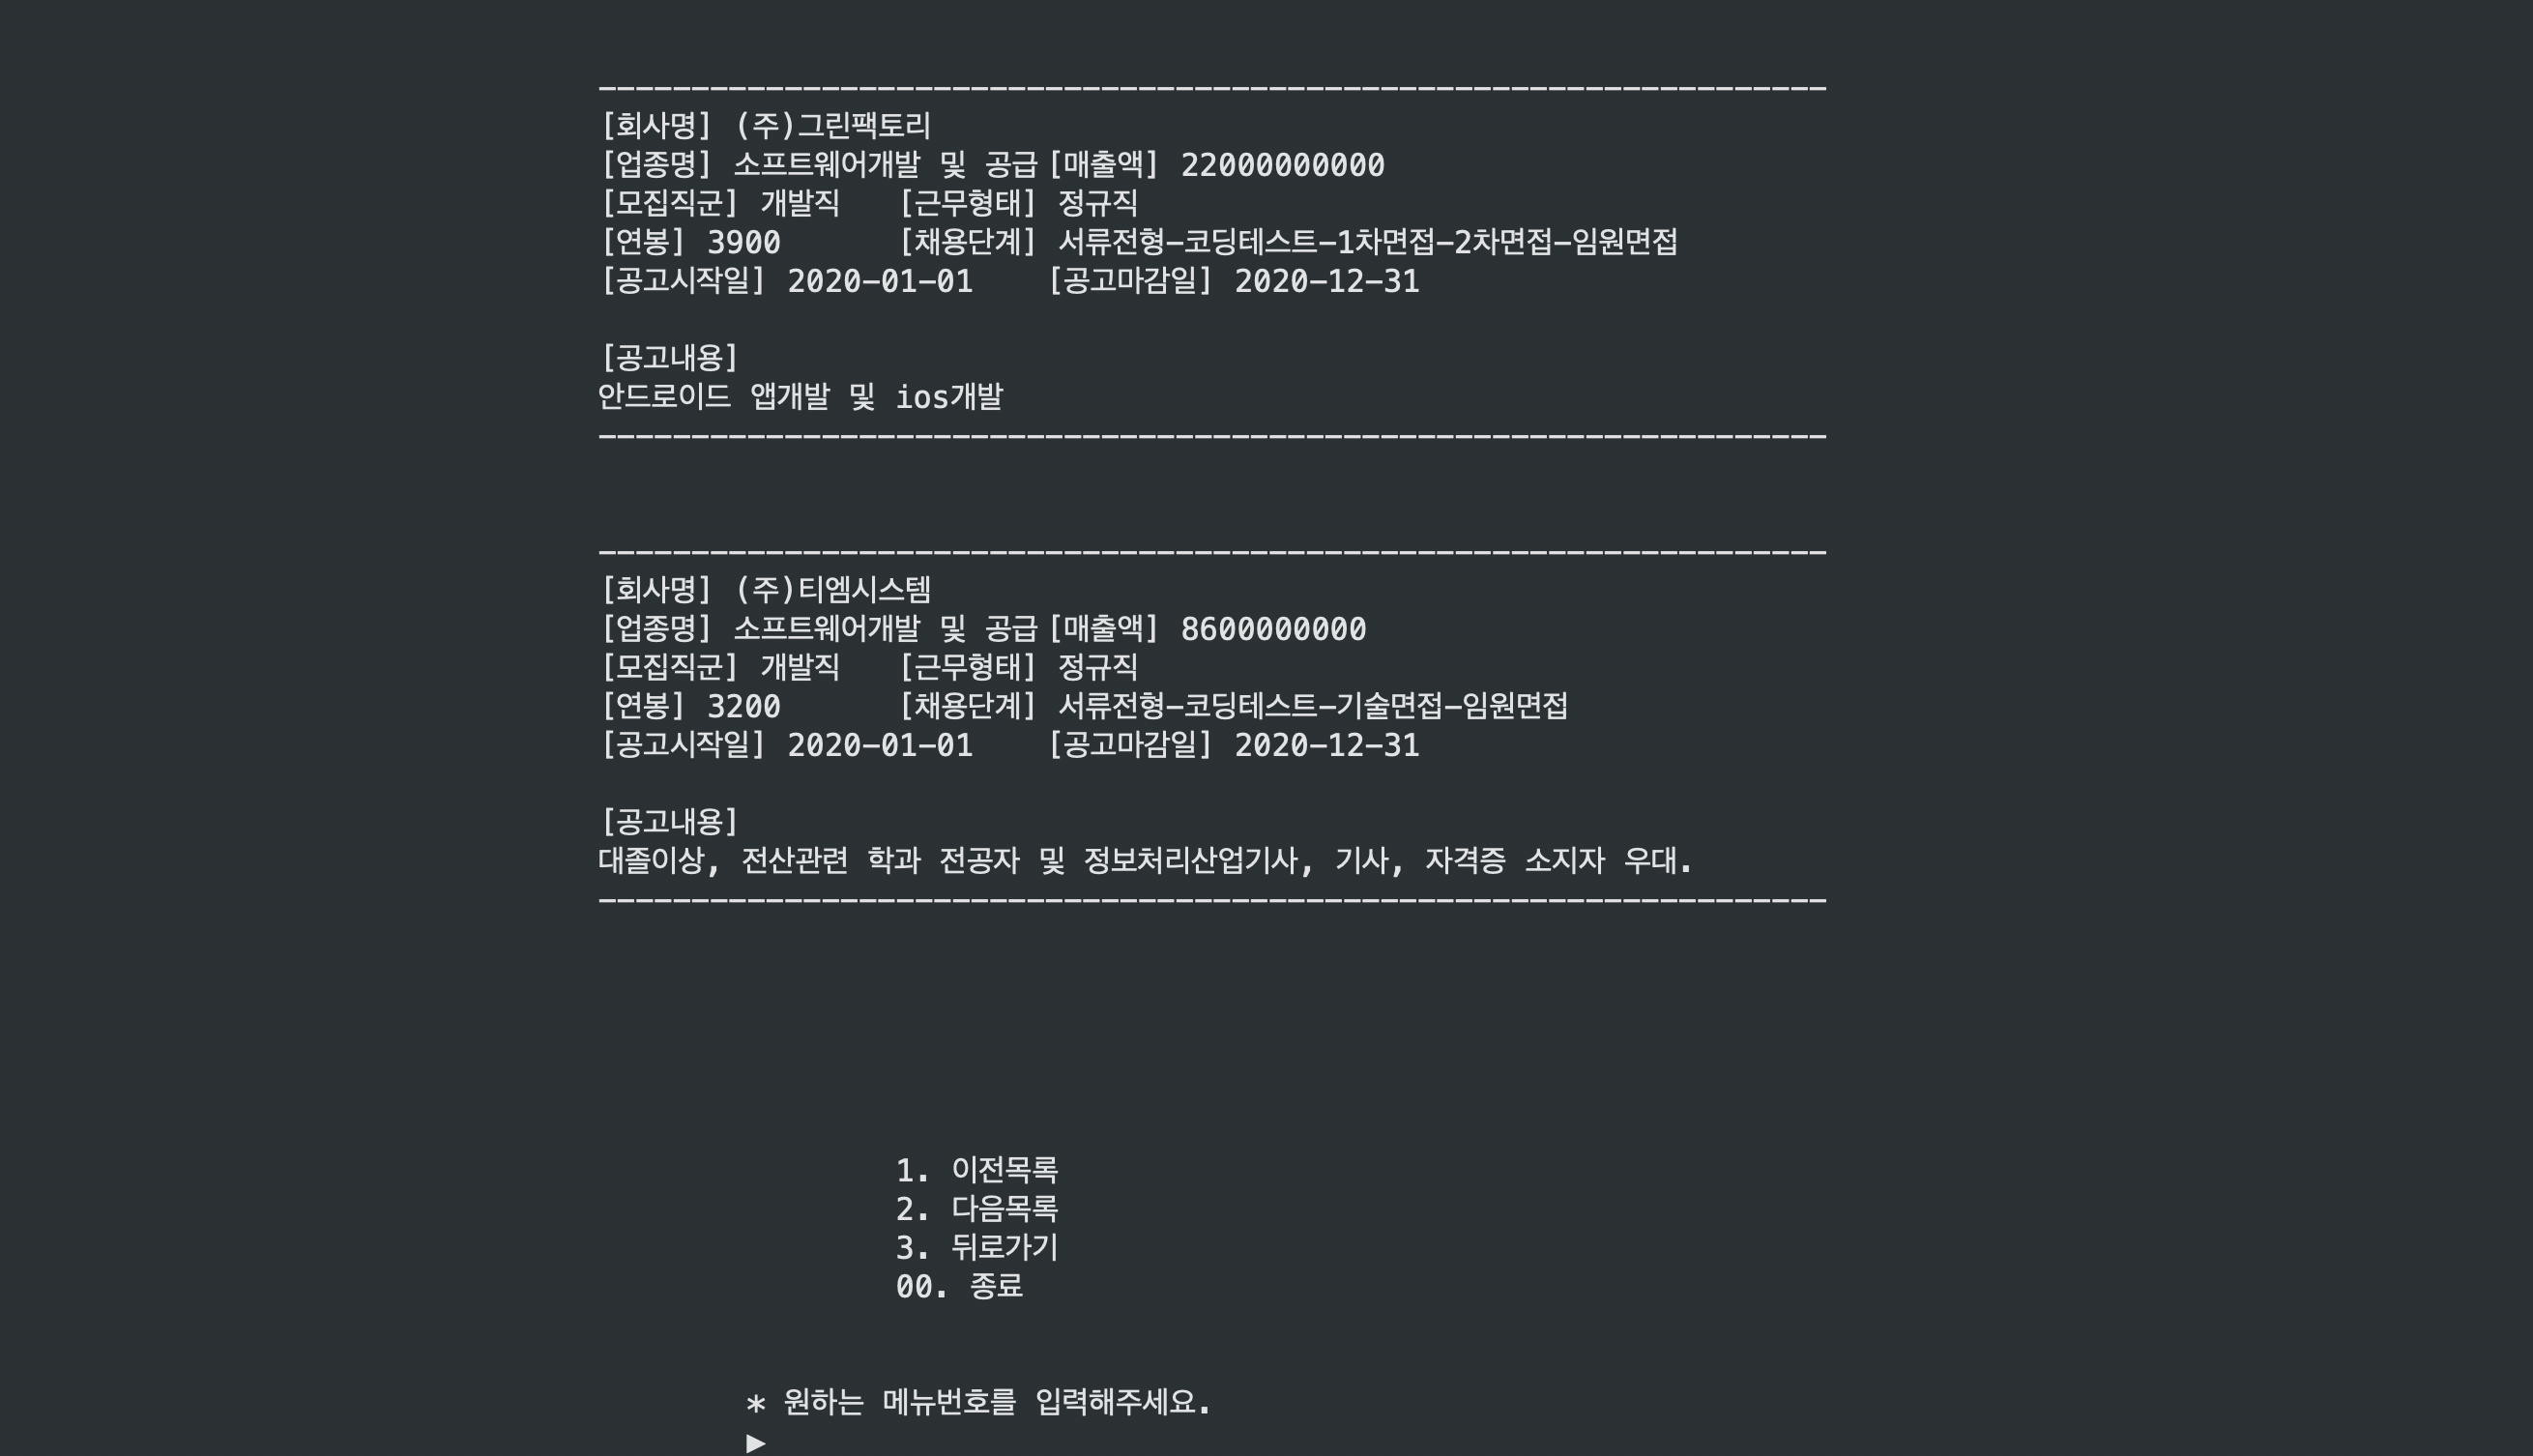 ------------------------------------------------------------------
[회사명] (주)그린팩토리
[업종명] 소프트웨어개발 및 공급 [매출액] 22000000000
[모집직군] 개발직 [근무형태] 정규직
[연봉] 3900 [채용단계] 서류전형-코딩테스트-1차면접-2차면접-임원면접
[공고시작일] 2020-01-01 [공고마감일] 2020-12-31
[공고내용]
안드로이드 앱개발 및 ios개발
------------------------------------------------------------------
------------------------------------------------------------------
[회사명] (주)티엠시스템
[업종명] 소프트웨어개발 및 공급 [매출액] 8600000000
[모집직군] 개발직 [근무형태] 정규직
[연봉] 3200 [채용단계] 서류전형-코딩테스트-기술면접-임원면접
[공고시작일] 2020-01-01 [공고마감일] 2020-12-31
[공고내용]
대졸이상, 전산관련 학과 전공자 및 정보처리산업기사, 기사, 자격증 소지자 우대.
------------------------------------------------------------------
1. 이전목록
2. 다음목록
3. 뒤로가기
00. 종료
* 원하는 메뉴번호를 입력해주세요.
▶